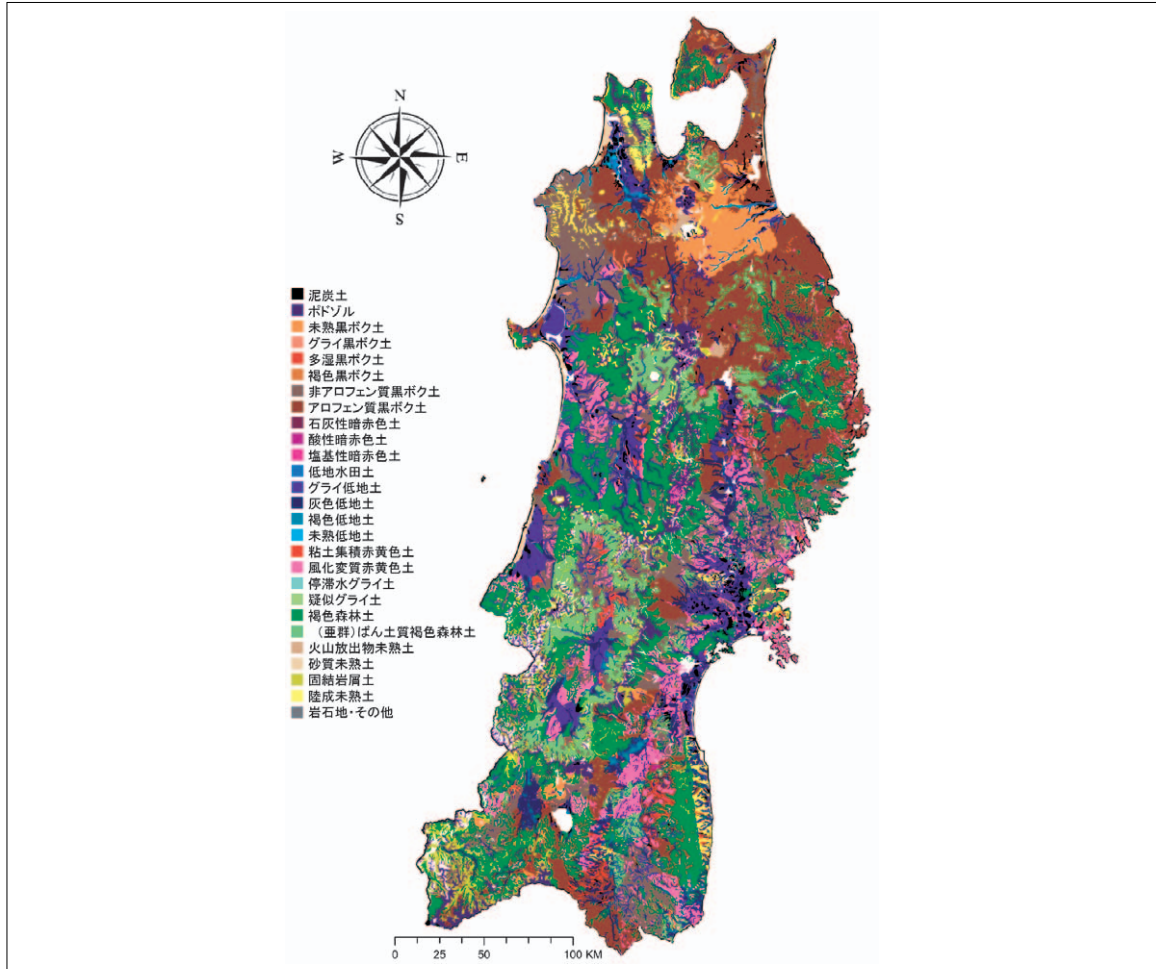 N
W
E
S
泥炭土
ポドゾル
未熟黒ボク土
グライ黒ボク土
多湿黒ボク土
褐色黒ボク土
非アロフェン質黒ボク土
アロフェン質黒ボク土
石灰性暗赤色土
酸性暗赤色土
塩基性暗赤色土
低地水田土
グライ低地土
灰色低地土
褐色低地土
未熟低地土
粘土集積赤黄色土
風化変質赤黄色土
停滞水グライ土
疑似グライ土
褐色森林土
（亜群）ばん土質褐色森林土
火山放出物未熟土
砂質未熟土
固結岩屑土
陸成未熟土
岩石地・その他
0 25 50 100 KM